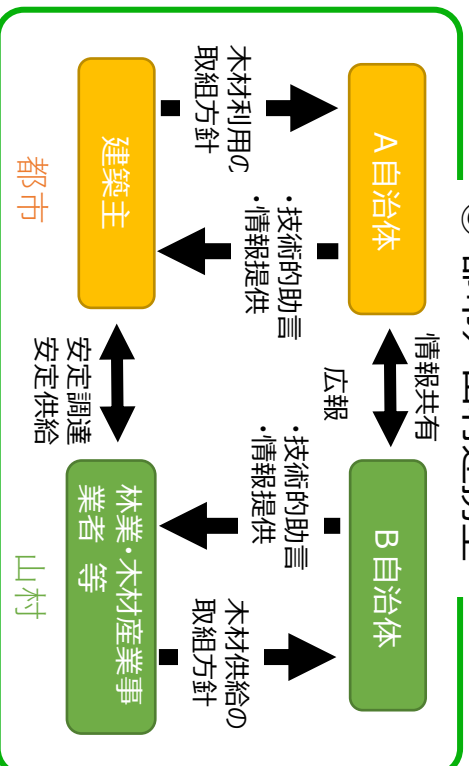 A自治体
情報共有
広報
B自治体
木材利用の
取組方針
・技術的助言
・情報提供
・技術的助言
・情報提供
木材供給の
取組方針
建築主
安定調達
安定供給
林業・木材産業事
業者 等
都市
山村